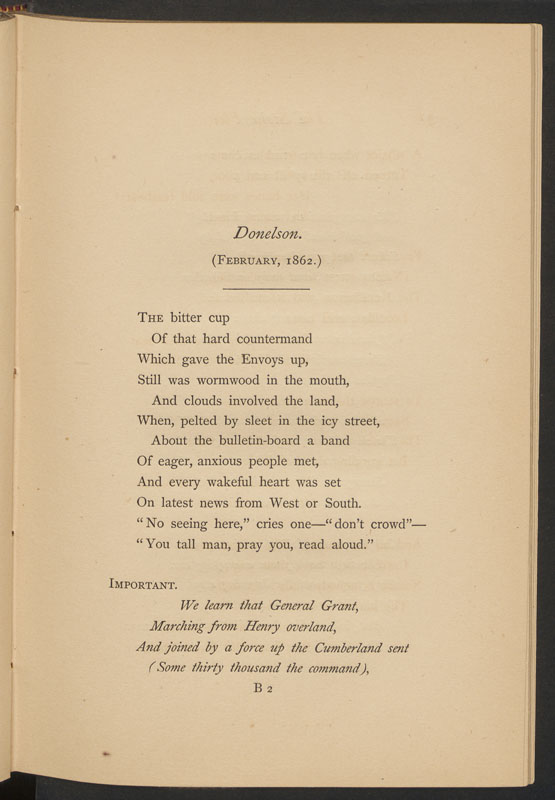 Donelson.
(February, 1862.)
The bitter cup
Of that hard countermand
Which gave the Envoys up,
Still was wormwood in the mouth,
And clouds involved the land,
When, pelted by sleet in the icy street,
About the bulletin-board a band
Of eager, anxious people met,
And every wakeful heart was set
On latest news from West or South.
“No seeing here,” cries one—“don’t crowd”—
“You tall man, pray you, read aloud.”
Important.
We learn that General Grant,
Marching from Henry overland,
And joined by a force up the Cumberland sent
(Some thirty thousand the command),
B 2